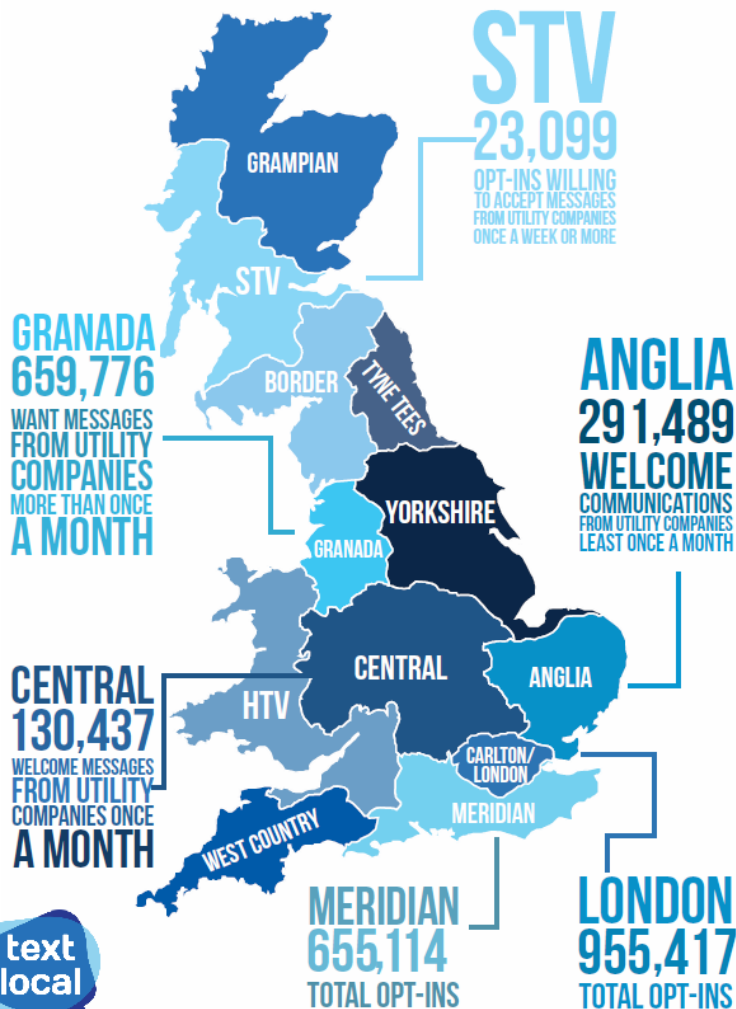 STV
23,099
OPT-INS WILLING
TO ACCEPT MESSAGES
FROM UTILITY COMPANIES
ONCE A WEEK OR MORE
GRAMPIAN
STV
GRANADA
659,776
WANT MESSAGES
FROM UTILITY
COMPANIES
MORE THAN ONCE
A MONTH
BORDER
TYNE TEES
ANGLIA
291,489
WELCOME
COMMUNICATIONS
FROM UTILITY COMPANIES
LEAST ONCE A MONTH
YORKSHIRE
GRANADA
CENTRAL
130,437
WELCOME MESSAGES
FROM UTILITY
COMPANIES ONCE
A MONTH
CENTRAL
ANGLIA
HTV
CARLTON/
LONDON
MERIDIAN
WEST COUNTRY
MERIDIAN
655,114
TOTAL OPT-INS
LONDON
955,417
TOTAL OPT-INS
text
local